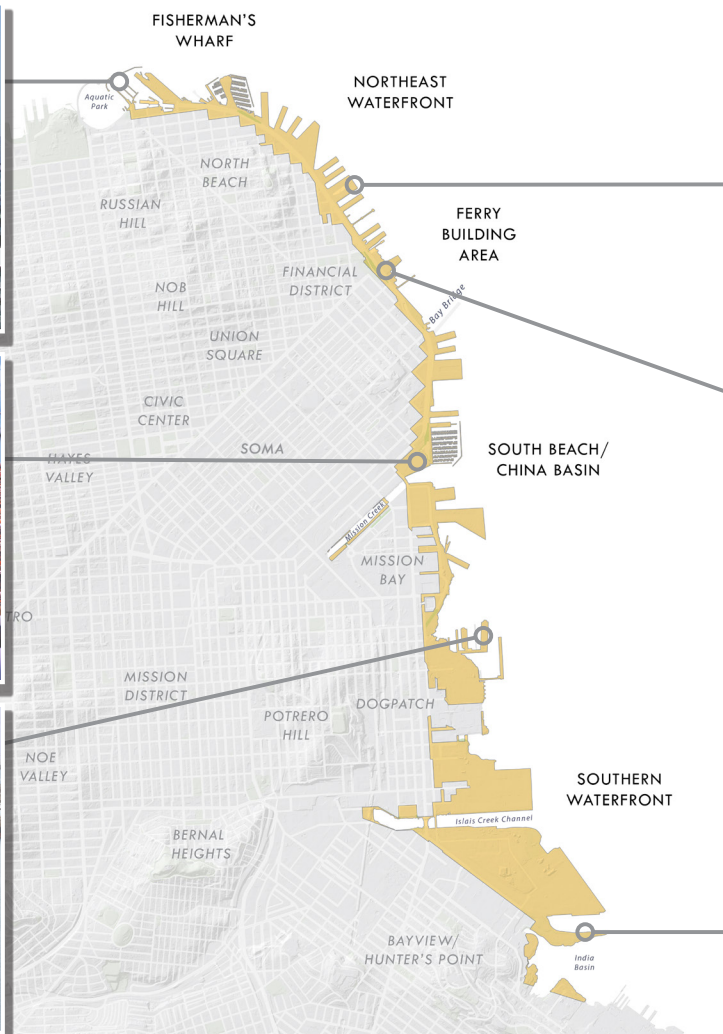 FISHERMAN'S
WHARF
Aquatic
Park
NORTHEAST
WATERFRONT
NORTH
BEACH
RUSSIAN
HILL
FERRY
BUILDING
AREA
FINANCIAL
DISTRICT
NOB
HILL
Bay Bridge
UNION
SQUARE
CIVIC
CENTER
SOMA
HAYES
VALLEY
SOUTH BEACH/
CHINA BASIN
Mission Creek
MISSION
BAY
TRO
MISSION
DISTRICT
DOGPATCH
POTRERO
HILL
NOE
VALLEY
SOUTHERN
WATERFRONT
Islais Creek Channel
BERNAL
HEIGHTS
BAYVIEW/
HUNTER'S POINT
India
Basin